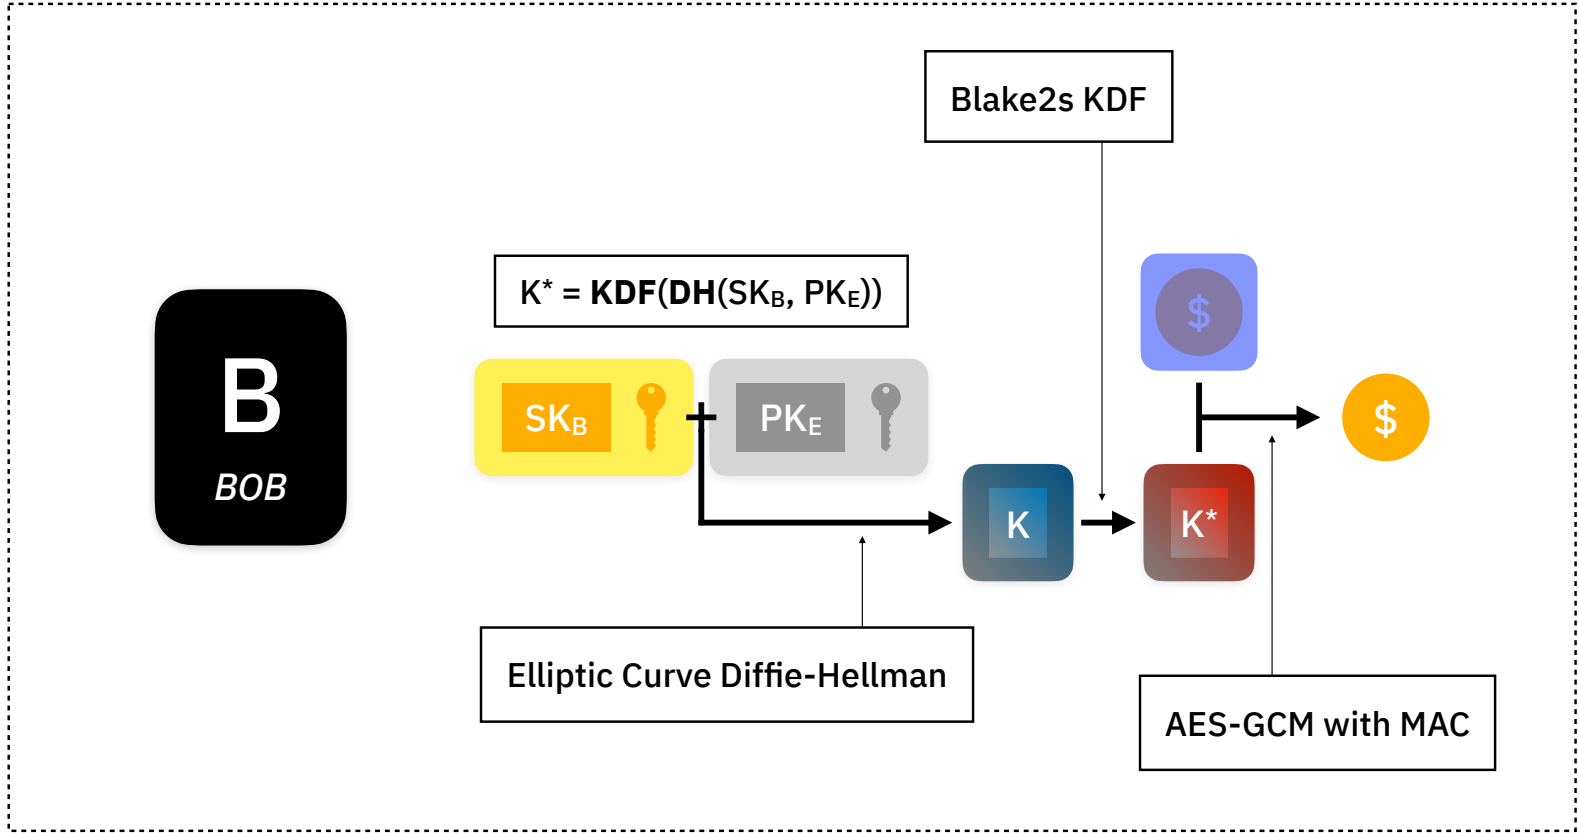 Blake2s KDF
K* = KDF(DH(SKB, PKE))
B
BOB
SKB
PKE
$
$
K
K*
Elliptic Curve Diffie-Hellman
AES-GCM with MAC